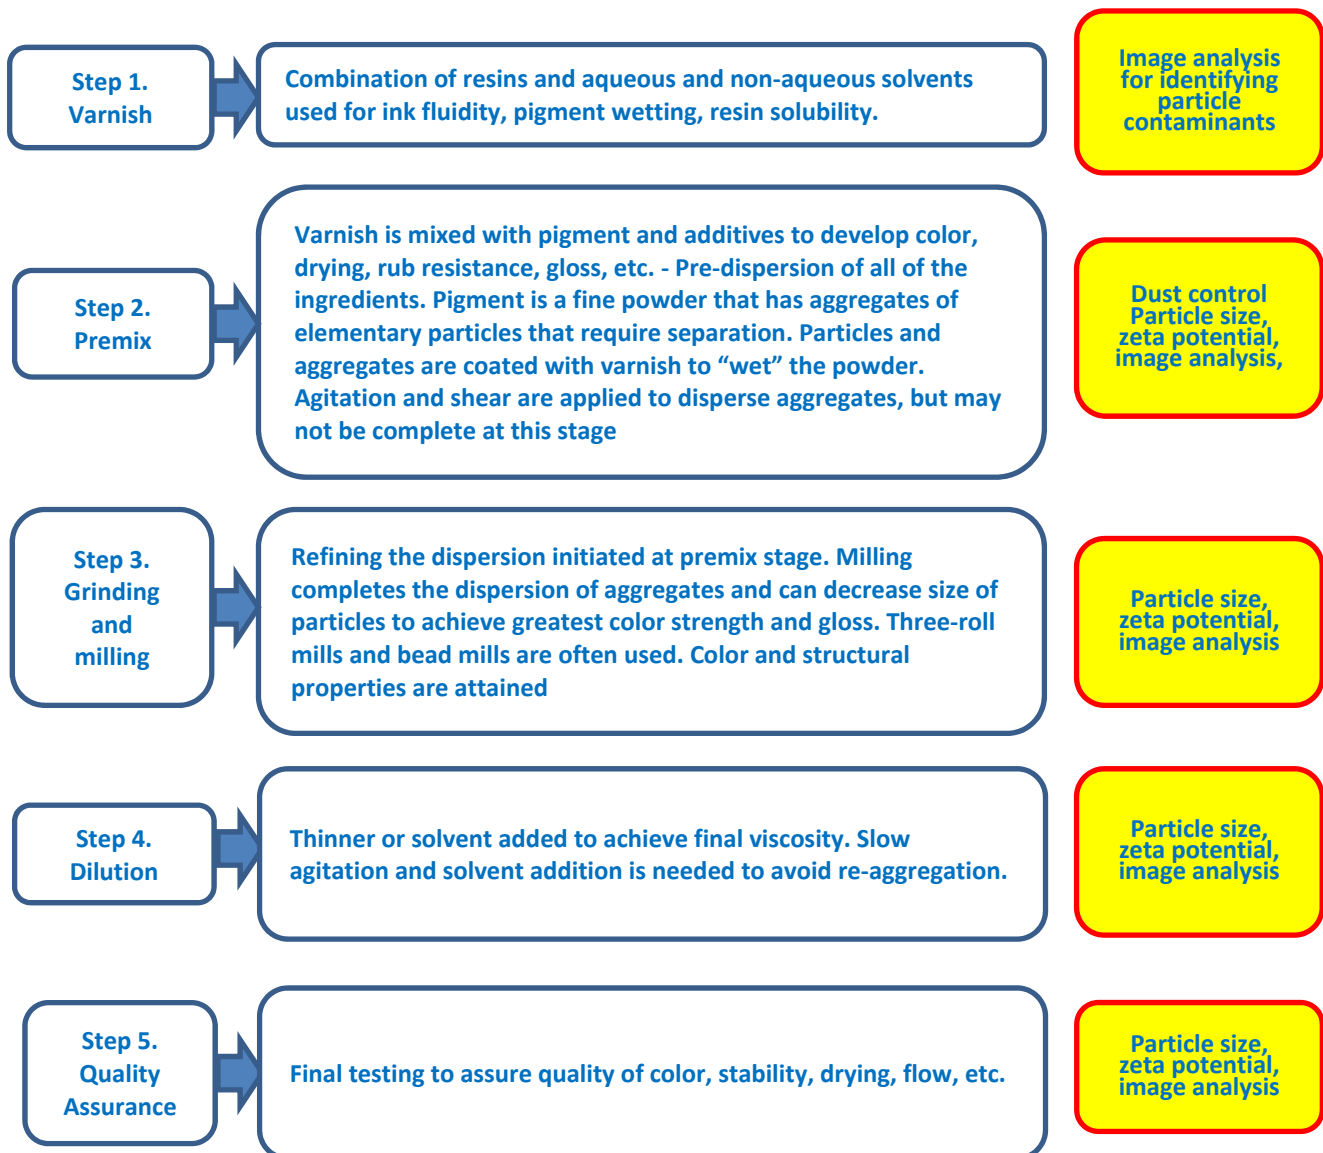 Step 1.
Varnish
Combination of resins and aqueous and non-aqueous solvents
used for ink fluidity, pigment wetting, resin solubility.
Image analysis
for identifying
particle
contaminants
Step 2.
Premix
Varnish is mixed with pigment and additives to develop color,
drying, rub resistance, gloss, etc. - Pre-dispersion of all of the
ingredients. Pigment is a fine powder that has aggregates of
elementary particles that require separation. Particles and
aggregates are coated with varnish to “wet” the powder.
Agitation and shear are applied to disperse aggregates, but may
not be complete at this stage
Dust control
Particle size,
zeta potential,
image analysis,
Step 3.
Grinding
and
milling
Refining the dispersion initiated at premix stage. Milling
completes the dispersion of aggregates and can decrease size of
particles to achieve greatest color strength and gloss. Three-roll
mills and bead mills are often used. Color and structural
properties are attained
Particle size,
zeta potential,
image analysis
Step 4.
Dilution
Thinner or solvent added to achieve final viscosity. Slow
agitation and solvent addition is needed to avoid re-aggregation.
Particle size,
zeta potential,
image analysis
Step 5.
Quality
Assurance
Final testing to assure quality of color, stability, drying, flow, etc.
Particle size,
zeta potential,
image analysis